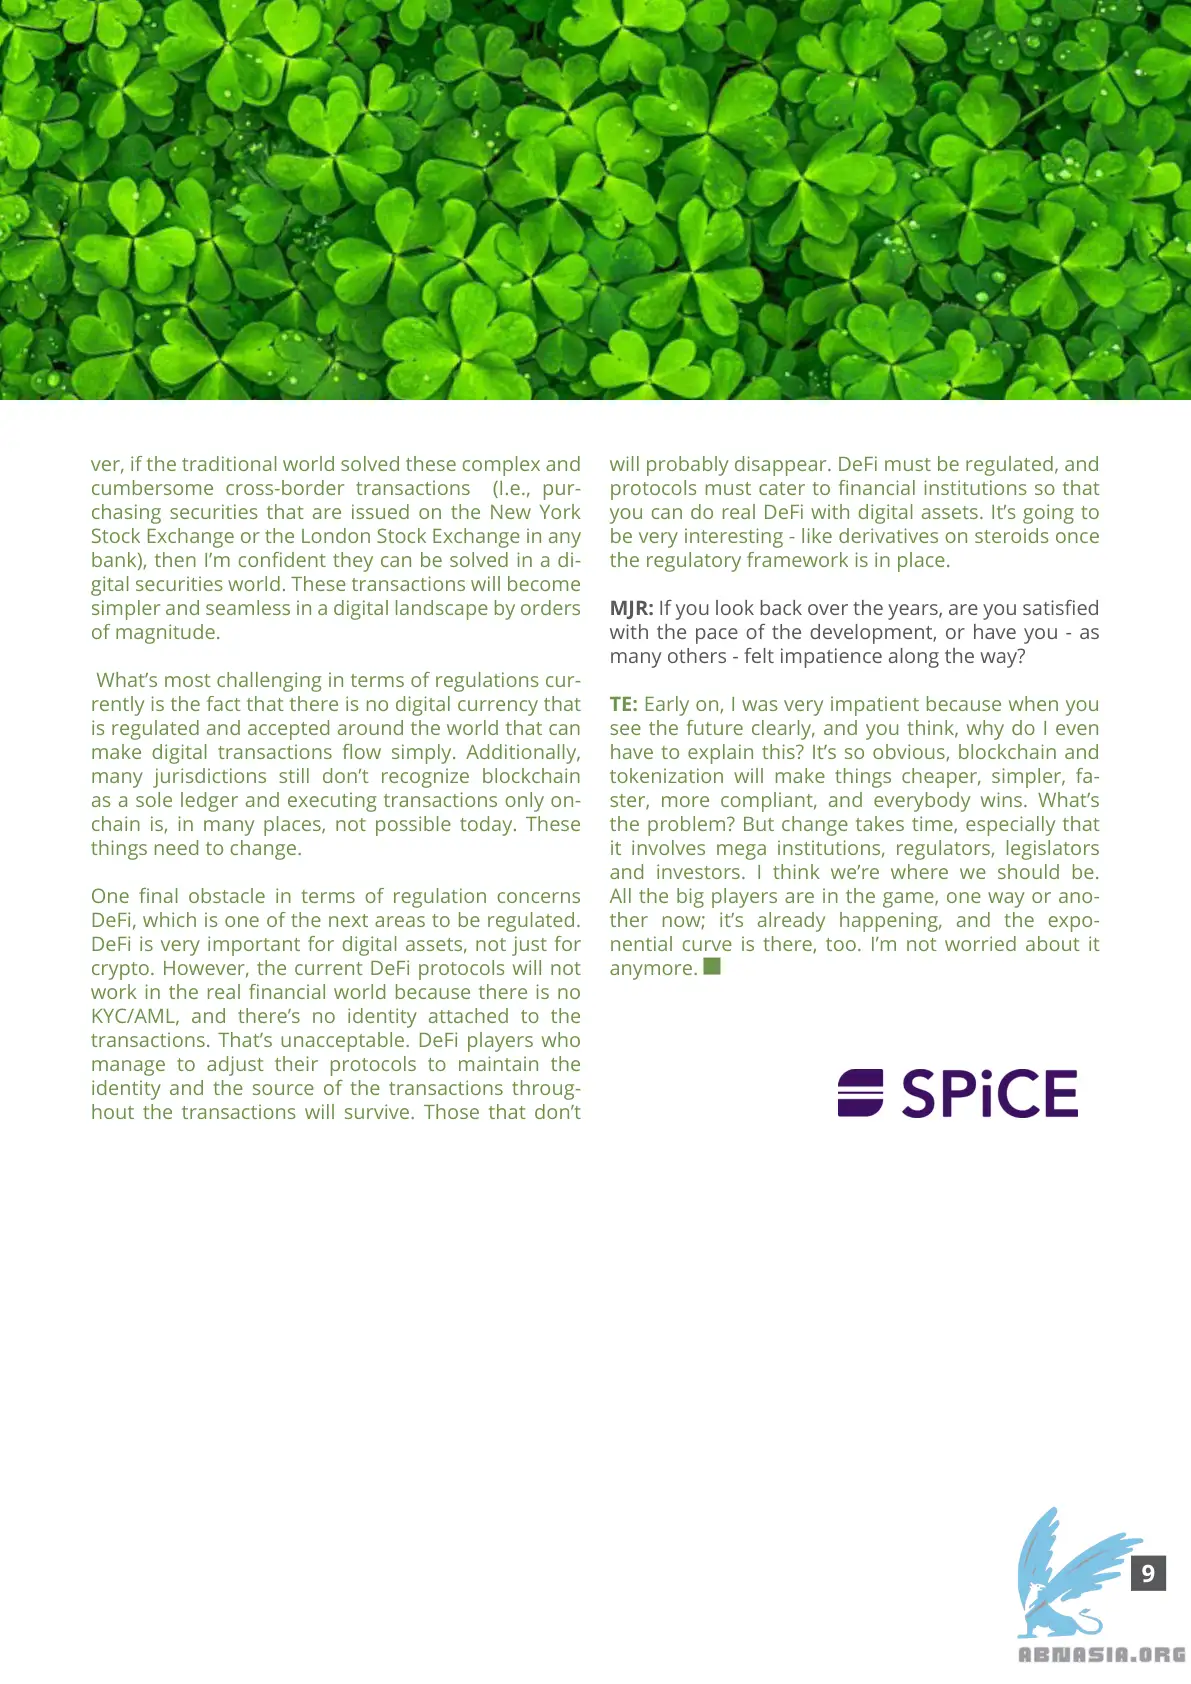 ver, if the traditional world solved these complex and
cumbersome cross-border transactions (I.e., pur-
chasing securities that are issued on the New York
Stock Exchange or the London Stock Exchange in any
bank), then I’m confident they can be solved in a di-
gital securities world. These transactions will become
simpler and seamless in a digital landscape by orders
of magnitude.
What’s most challenging in terms of regulations cur-
rently is the fact that there is no digital currency that
is regulated and accepted around the world that can
make digital transactions flow simply. Additionally,
many jurisdictions still don’t recognize blockchain
as a sole ledger and executing transactions only on-
chain is, in many places, not possible today. These
things need to change.
One final obstacle in terms of regulation concerns
DeFi, which is one of the next areas to be regulated.
DeFi is very important for digital assets, not just for
crypto. However, the current DeFi protocols will not
work in the real financial world because there is no
KYC/AML, and there’s no identity attached to the
transactions. That’s unacceptable. DeFi players who
manage to adjust their protocols to maintain the
identity and the source of the transactions throug-
hout the transactions will survive. Those that don’t
will probably disappear. DeFi must be regulated, and
protocols must cater to financial institutions so that
you can do real DeFi with digital assets. It’s going to
be very interesting - like derivatives on steroids once
the regulatory framework is in place.
MJR: If you look back over the years, are you satisfied
with the pace of the development, or have you - as
many others - felt impatience along the way?
TE: Early on, I was very impatient because when you
see the future clearly, and you think, why do I even
have to explain this? It’s so obvious, blockchain and
tokenization will make things cheaper, simpler, fa-
ster, more compliant, and everybody wins. What’s
the problem? But change takes time, especially that
it involves mega institutions, regulators, legislators
and investors. I think we’re where we should be.
All the big players are in the game, one way or ano-
ther now; it’s already happening, and the expo-
nential curve is there, too. I’m not worried about it
anymore.
SPiCE
9
ABNASIA.ORG